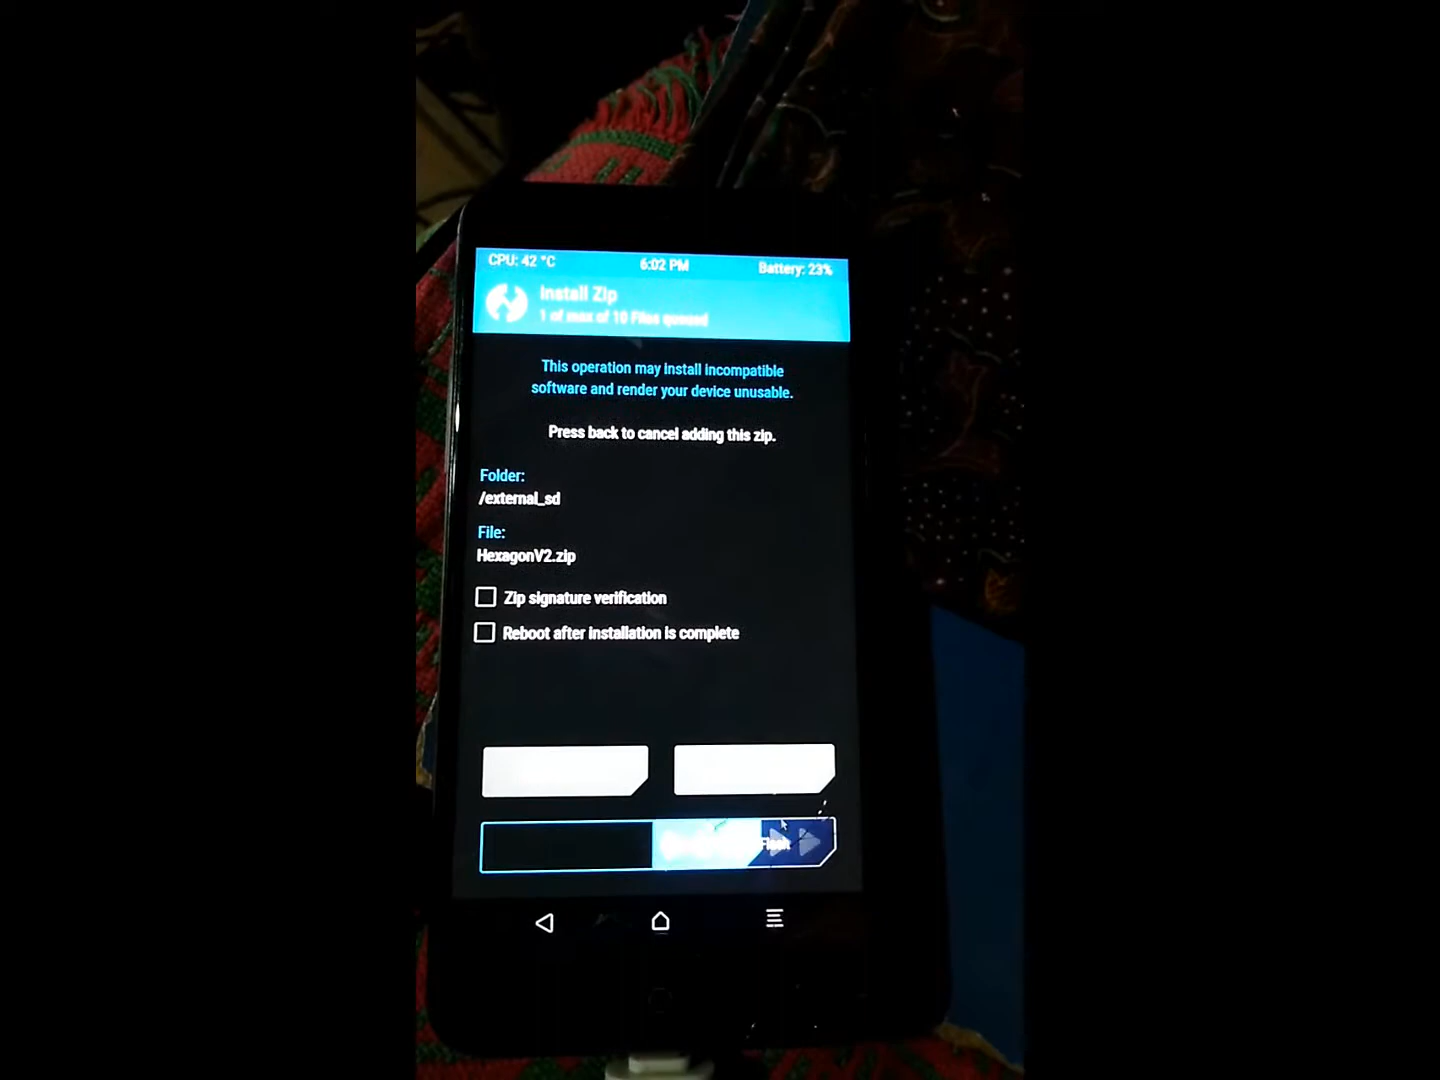 CPU: 42 °C
6:02 PM
Battery: 23%
Install Zip
1 of max of 10 Files queued
This operation may install incompatible
software and render your device unusable.
Press back to cancel adding this zip.
Folder:
/external_sd
File:
HexagonV2.zip
Zip signature verification
Reboot after installation is complete
Flash